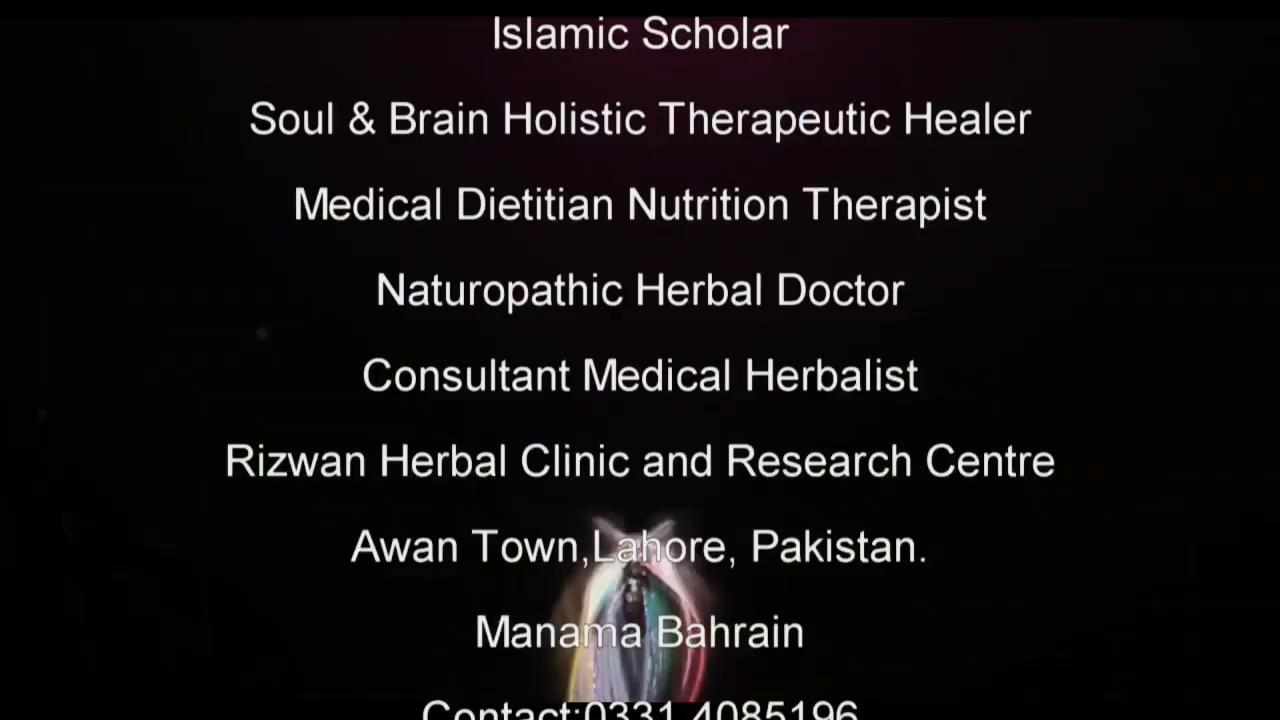 Islamic Scholar
Soul & Brain Holistic Therapeutic Healer
Medical Dietitian Nutrition Therapist
Naturopathic Herbal Doctor
Consultant Medical Herbalist
Rizwan Herbal Clinic and Research Centre
Awan Town,Lahore, Pakistan.
Manama Bahrain
Contact:0331 4085196